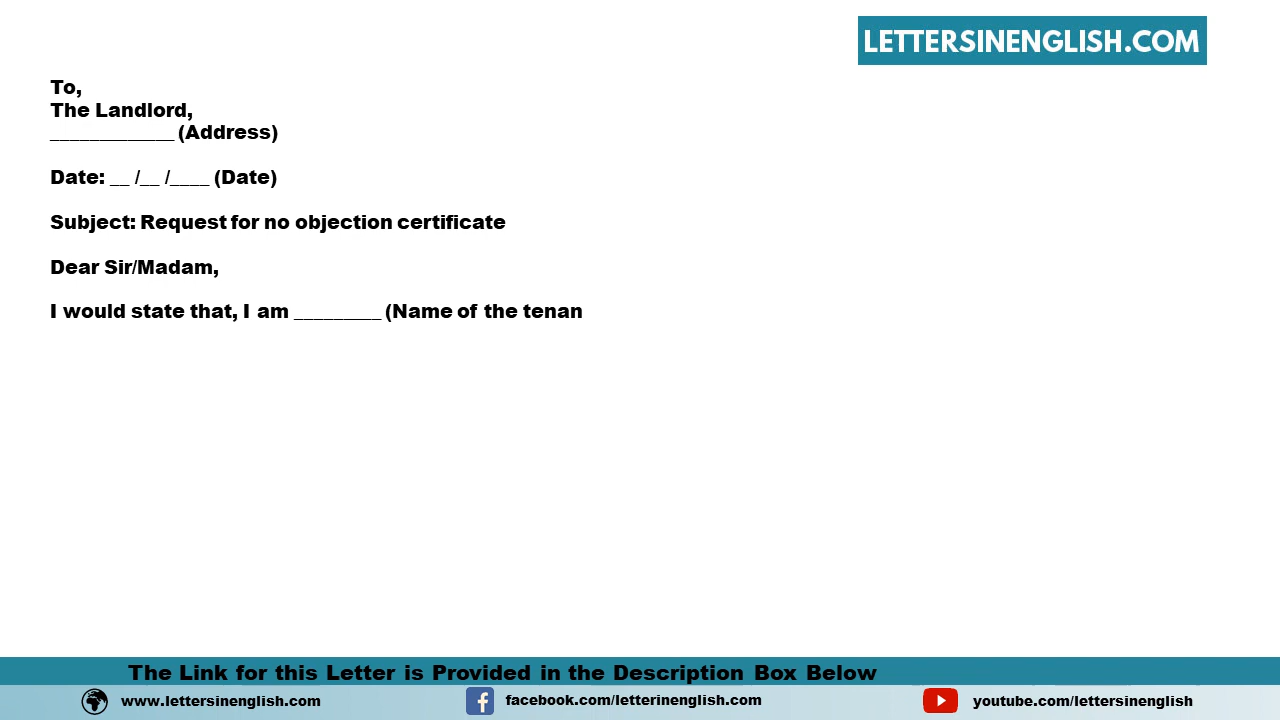 LETTERSINENGLISH.COM
To,
The Landlord,
____________ (Address)
Date: __ /__ /____ (Date)
Subject: Request for no objection certificate
Dear Sir/Madam,
I would state that, I am _________ (Name of the tenan
The Link for this Letter is Provided in the Description Box Below
www.lettersinenglish.com
facebook.com/letterinenglish.com
youtube.com/lettersinenglish